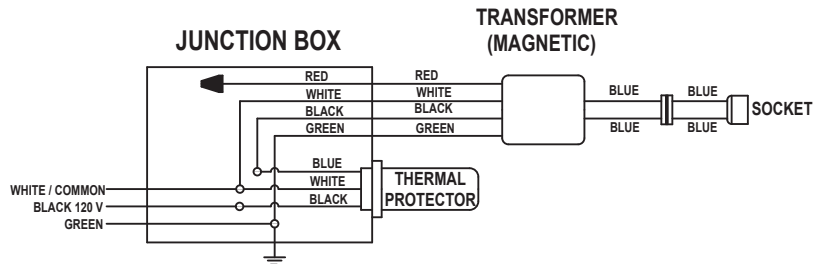 TRANSFORMER
(MAGNETIC)
JUNCTION BOX
RED RED
WHITE WHITE
BLACK BLACK
GREEN GREEN
BLUE BLUE
BLUE BLUE
SOCKET
BLUE
WHITE
BLACK
THERMAL
PROTECTOR
WHITE / COMMON
BLACK 120 V
GREEN